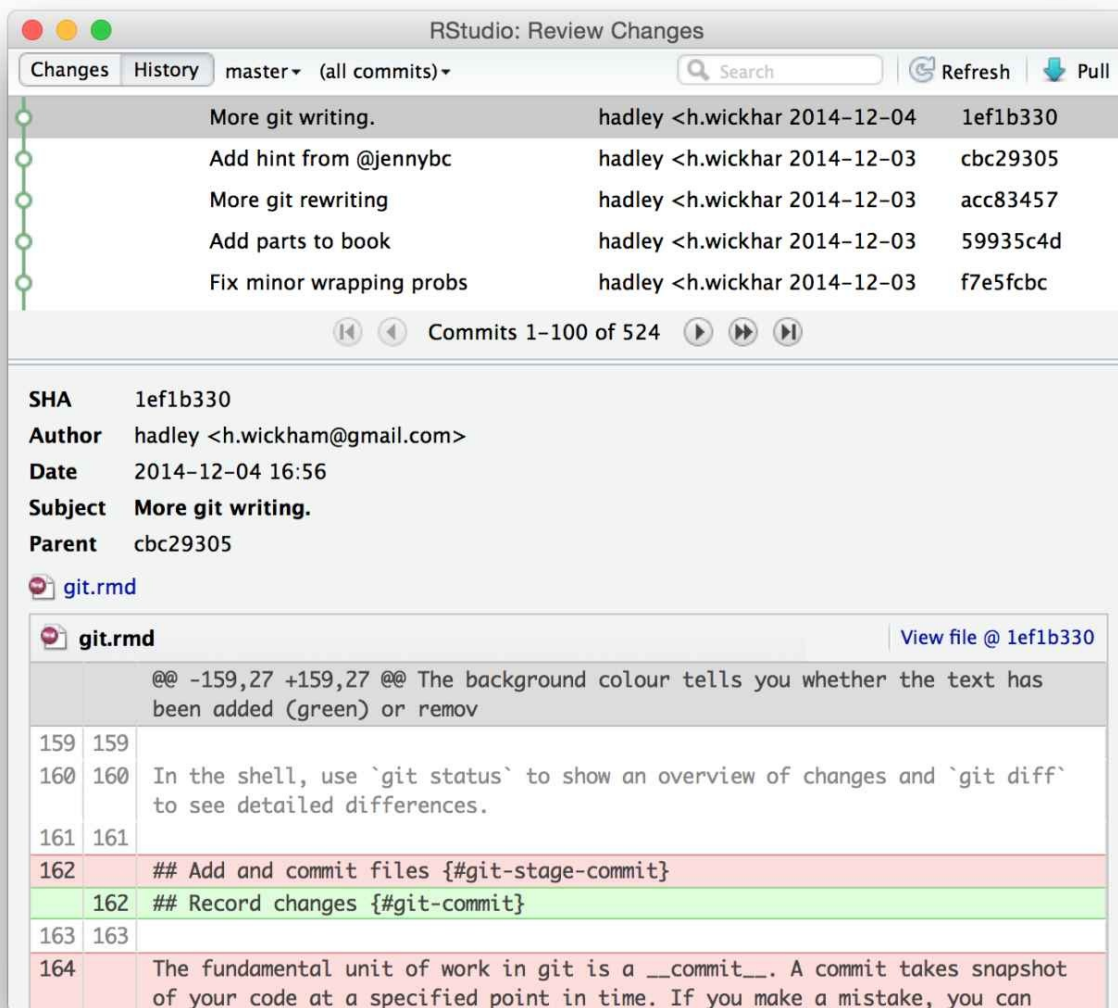 RStudio: Review Changes
Changes History master (all commits) Search Refresh Pull
More git writing. hadley <h.wickhar 2014-12-04 1ef1b330
Add hint from @jennybc hadley <h.wickhar 2014-12-03 cbc29305
More git rewriting hadley <h.wickhar 2014-12-03 acc83457
Add parts to book hadley <h.wickhar 2014-12-03 59935c4d
Fix minor wrapping probs hadley <h.wickhar 2014-12-03 f7e5fcbc
Commits 1-100 of 524
SHA 1ef1b330
Author hadley <h.wickham@gmail.com>
Date 2014-12-04 16:56
Subject More git writing.
Parent cbc29305
git.rmd
git.rmd View file @ 1ef1b330
@@ -159,27 +159,27 @@ The background colour tells you whether the text has
been added (green) or remov
159 159
160 160 In the shell, use `git status` to show an overview of changes and `git diff`
to see detailed differences.
161 161
162 ## Add and commit files {#git-stage-commit}
162 ## Record changes {#git-commit}
163 163
164 The fundamental unit of work in git is a __commit__. A commit takes snapshot
of your code at a specified point in time. If you make a mistake, you can